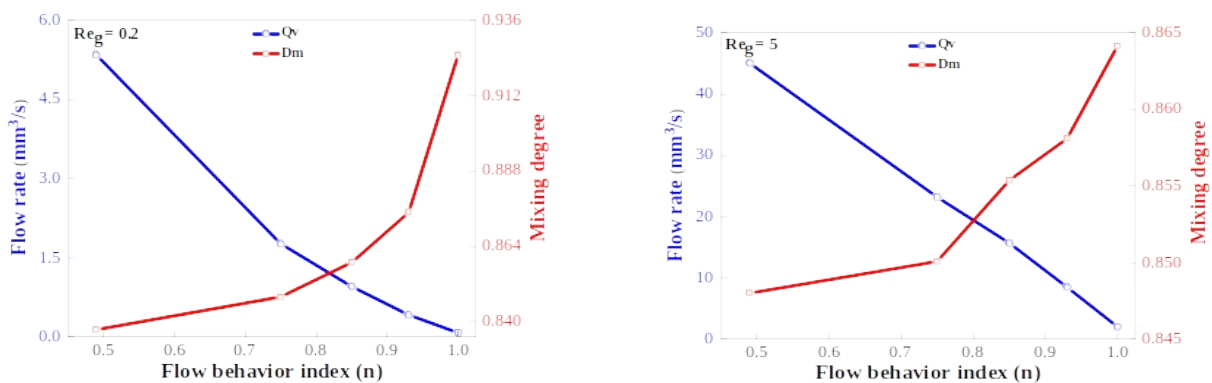 Reg = 0.2
Qv
Dm
6.0
4.5
3.0
1.5
0.0
Flow rate (mm3/s)
0.936
0.912
0.888
0.864
0.840
Mixing degree
0.5 0.6 0.7 0.8 0.9 1.0
Flow behavior index (n)
Reg = 5
Qv
Dm
50
40
30
20
10
0
Flow rate (mm3/s)
0.865
0.860
0.855
0.850
0.845
Mixing degree
0.5 0.6 0.7 0.8 0.9 1.0
Flow behavior index (n)